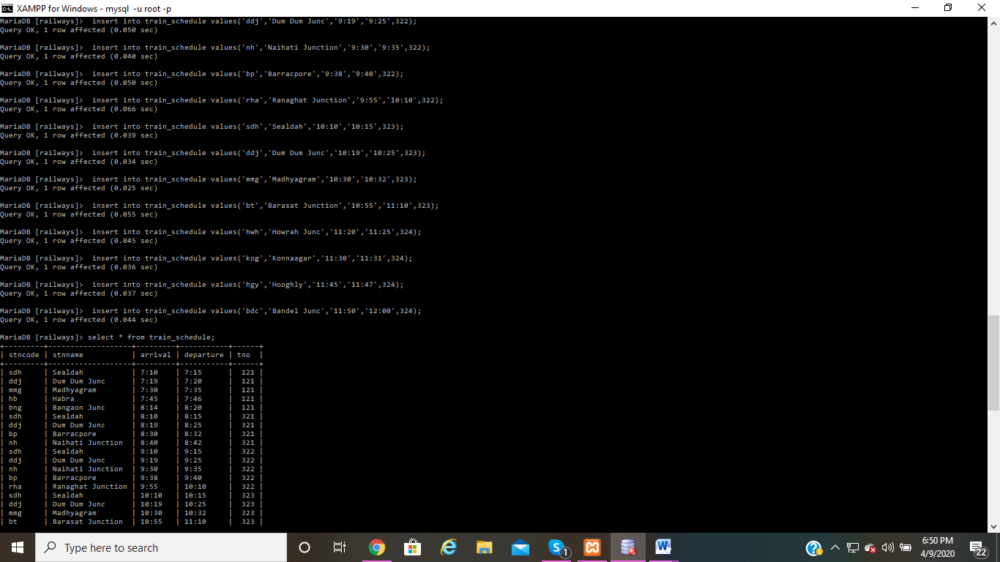 XAMPP for Windows - mysql -u root -p
MariaDB [railways]> insert into train_schedule values('ddj','Dum Dum Junc','9:19','9:25',322);
Query OK, 1 row affected (0.050 sec)
MariaDB [railways]> insert into train_schedule values('nh','Naihati Junction','9:30','9:35',322);
Query OK, 1 row affected (0.040 sec)
MariaDB [railways]> insert into train_schedule values('bp','Barracpore','9:38','9:40',322);
Query OK, 1 row affected (0.050 sec)
MariaDB [railways]> insert into train_schedule values('rha','Ranaghat Junction','9:55','10:10',322);
Query OK, 1 row affected (0.066 sec)
MariaDB [railways]> insert into train_schedule values('sdh','Sealdah','10:10','10:15',323);
Query OK, 1 row affected (0.039 sec)
MariaDB [railways]> insert into train_schedule values('ddj','Dum Dum Junc','10:19','10:25',323);
Query OK, 1 row affected (0.034 sec)
MariaDB [railways]> insert into train_schedule values('mmg','Madhyagram','10:30','10:32',323);
Query OK, 1 row affected (0.025 sec)
MariaDB [railways]> insert into train_schedule values('bt','Barasat Junction','10:55','11:10',323);
Query OK, 1 row affected (0.055 sec)
MariaDB [railways]> insert into train_schedule values('hwh','Howrah Junc','11:20','11:25',324);
Query OK, 1 row affected (0.045 sec)
MariaDB [railways]> insert into train_schedule values('kog','Konnaagar','11:30','11:31',324);
Query OK, 1 row affected (0.036 sec)
MariaDB [railways]> insert into train_schedule values('hgy','Hooghly','11:45','11:47',324);
Query OK, 1 row affected (0.037 sec)
MariaDB [railways]> insert into train_schedule values('bdc','Bandel Junc','11:50','12:00',324);
Query OK, 1 row affected (0.044 sec)
MariaDB [railways]> select * from train_schedule;
+---------+-------------------+---------+-----------+------+
| stncode | stnname | arrival | departure | tno |
+---------+-------------------+---------+-----------+------+
| sdh | Sealdah | 7:10 | 7:15 | 121 |
| ddj | Dum Dum Junc | 7:19 | 7:20 | 121 |
| mmg | Madhyagram | 7:30 | 7:35 | 121 |
| hb | Habra | 7:45 | 7:46 | 121 |
| bng | Bangaon Junc | 8:14 | 8:20 | 121 |
| sdh | Sealdah | 8:10 | 8:15 | 321 |
| ddj | Dum Dum Junc | 8:19 | 8:25 | 321 |
| bp | Barracpore | 8:30 | 8:32 | 321 |
| nh | Naihati Junction | 8:40 | 8:42 | 321 |
| sdh | Sealdah | 9:10 | 9:15 | 322 |
| ddj | Dum Dum Junc | 9:19 | 9:25 | 322 |
| nh | Naihati Junction | 9:30 | 9:35 | 322 |
| bp | Barracpore | 9:38 | 9:40 | 322 |
| rha | Ranaghat Junction | 9:55 | 10:10 | 322 |
| sdh | Sealdah | 10:10 | 10:15 | 323 |
| ddj | Dum Dum Junc | 10:19 | 10:25 | 323 |
| mmg | Madhyagram | 10:30 | 10:32 | 323 |
| bt | Barasat Junction | 10:55 | 11:10 | 323 |
Type here to search
1
6:50 PM
4/9/2020
22